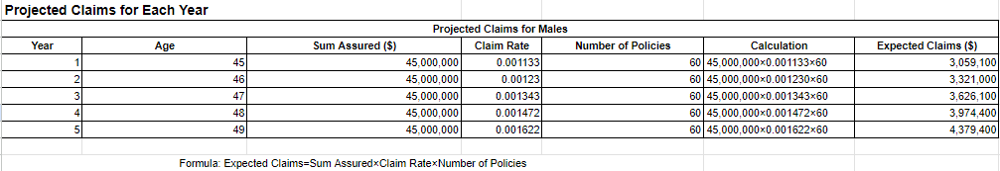 Projected Claims for Each Year
Projected Claims for Males
Year Age Sum Assured ($) Claim Rate Number of Policies Calculation Expected Claims ($)
1 45 45,000,000 0.001133 60 45,000,000×0.001133×60 3,059,100
2 46 45,000,000 0.00123 60 45,000,000×0.001230×60 3,321,000
3 47 45,000,000 0.001343 60 45,000,000×0.001343×60 3,626,100
4 48 45,000,000 0.001472 60 45,000,000×0.001472×60 3,974,400
5 49 45,000,000 0.001622 60 45,000,000×0.001622×60 4,379,400
Formula: Expected Claims=Sum Assured×Claim Rate×Number of Policies